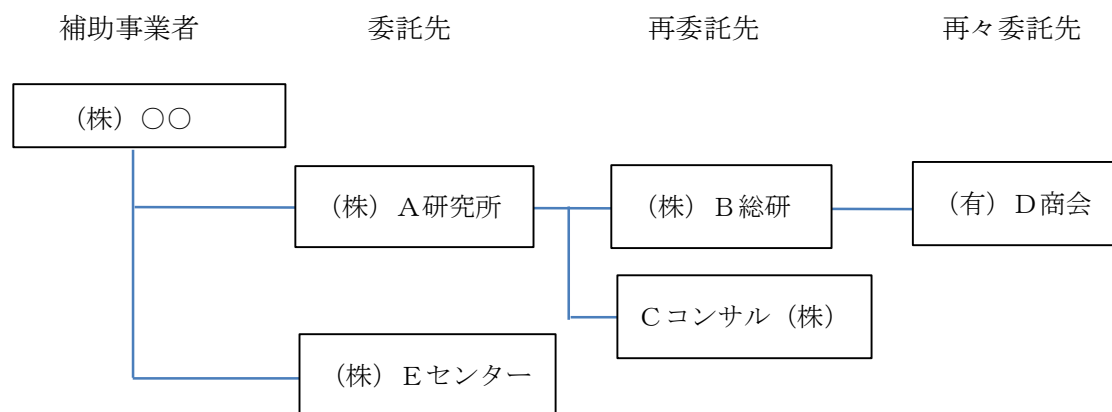 補助事業者　委託先　再委託先　再々委託先
（株）○○
（株）Ａ研究所　（株）Ｂ総研　（有）Ｄ商会
Ｃコンサル（株）
（株）Ｅセンター